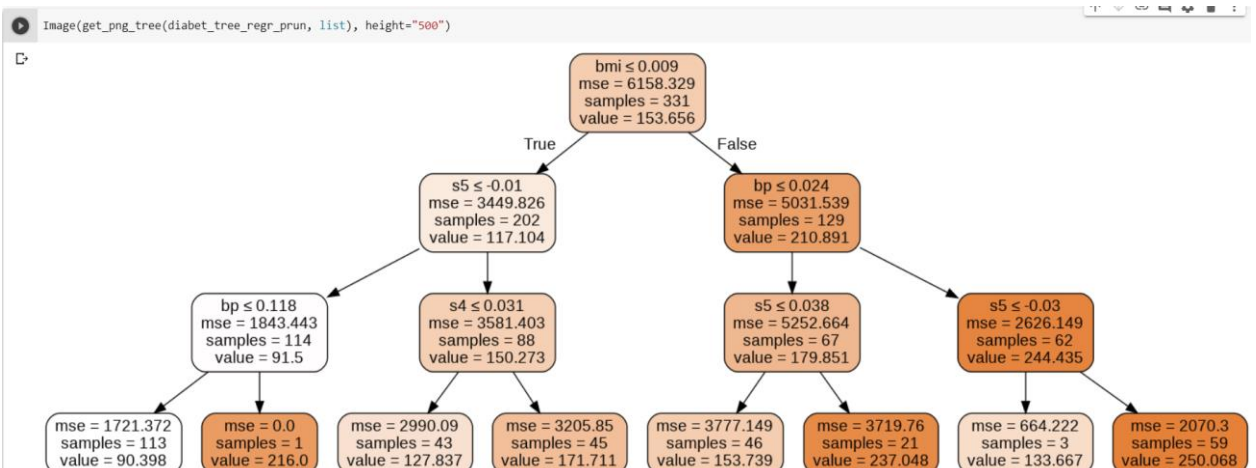 Image(get_png_tree(diabet_tree_regr_prun, list), height="500")
bmi ≤ 0.009
mse = 6158.329
samples = 331
value = 153.656
True
False
s5 ≤ -0.01
mse = 3449.826
samples = 202
value = 117.104
bp ≤ 0.024
mse = 5031.539
samples = 129
value = 210.891
bp ≤ 0.118
mse = 1843.443
samples = 114
value = 91.5
s4 ≤ 0.031
mse = 3581.403
samples = 88
value = 150.273
s5 ≤ 0.038
mse = 5252.664
samples = 67
value = 179.851
s5 ≤ -0.03
mse = 2626.149
samples = 62
value = 244.435
mse = 1721.372
samples = 113
value = 90.398
mse = 0.0
samples = 1
value = 216.0
mse = 2990.09
samples = 43
value = 127.837
mse = 3205.85
samples = 45
value = 171.711
mse = 3777.149
samples = 46
value = 153.739
mse = 3719.76
samples = 21
value = 237.048
mse = 664.222
samples = 3
value = 133.667
mse = 2070.3
samples = 59
value = 250.068